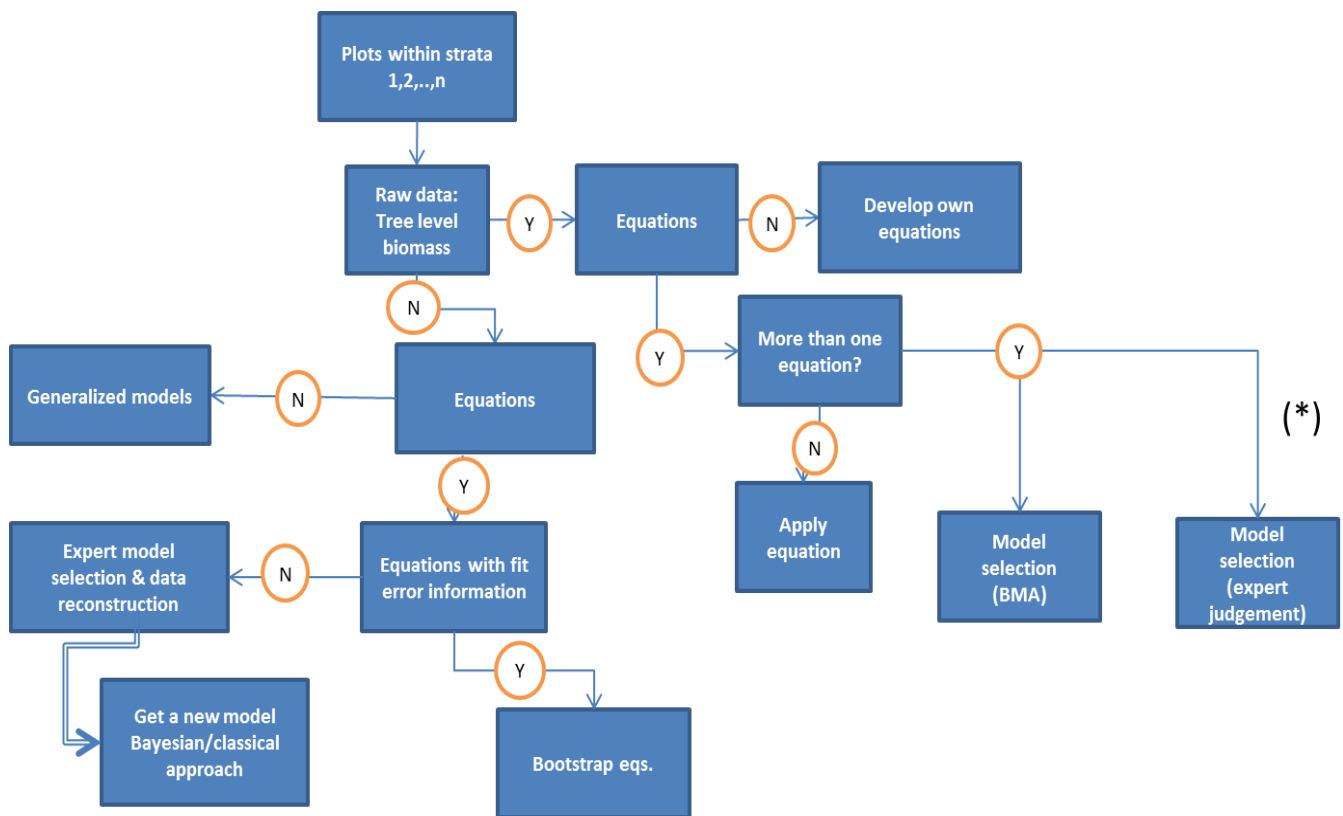 Plots within strata
1,2,..,n
Raw data:
Tree level
biomass
Y
Equations
N
Develop own
equations
N
Y
More than one
equation?
Y
(*)
Generalized models
N
Equations
N
Y
Apply
equation
Model
selection
(BMA)
Model
selection
(expert
judgement)
Expert model
selection & data
reconstruction
N
Equations with fit
error information
Y
Get a new model
Bayesian/classical
approach
Bootstrap eqs.